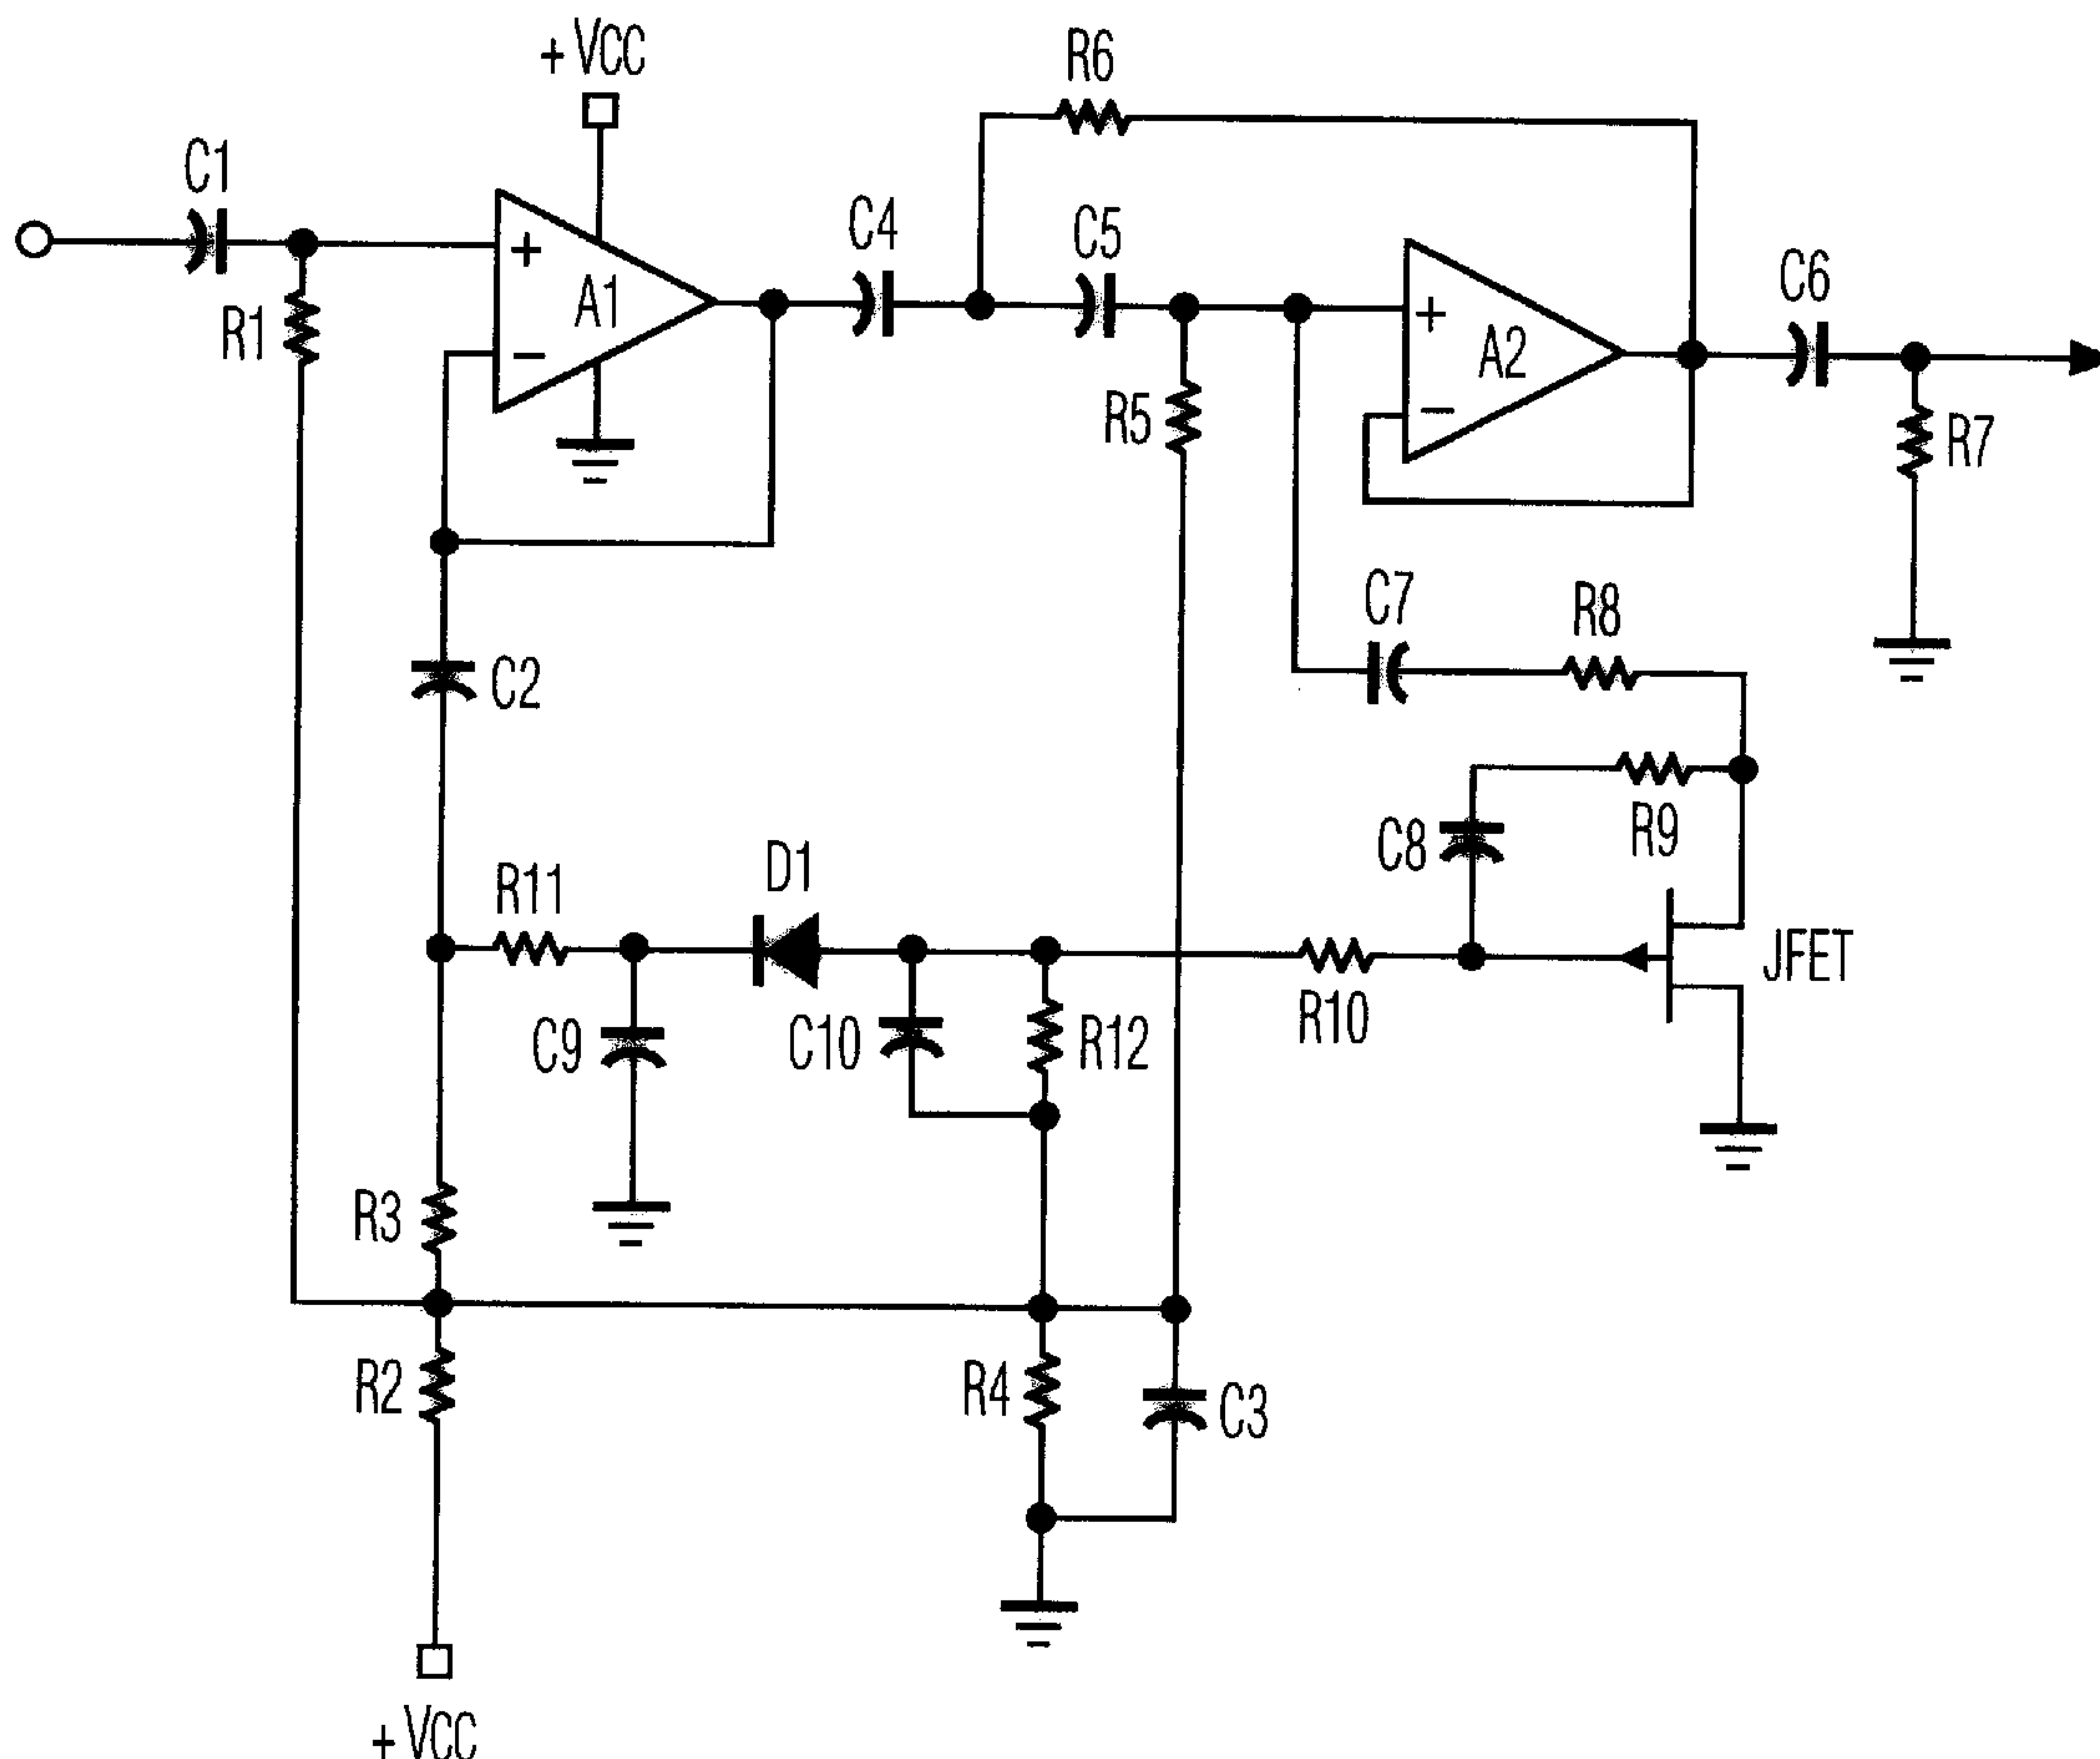 + VCC
R6
C1
C4
C5
C6
+
A1
−
R1
+
A2
−
R5
R7
C7
R8
C2
R9
C8
D1
R11
JFET
C9
C10
R12
R10
R3
R2
R4
C3
+ VCC